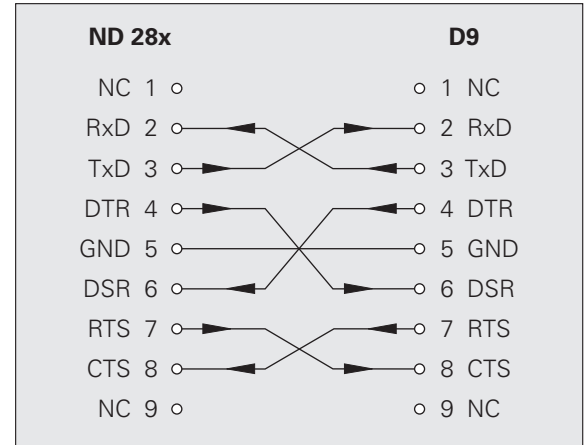 ND 28x D9
NC 1 1 NC
RxD 2 2 RxD
TxD 3 3 TxD
DTR 4 4 DTR
GND 5 5 GND
DSR 6 6 DSR
RTS 7 7 RTS
CTS 8 8 CTS
NC 9 9 NC